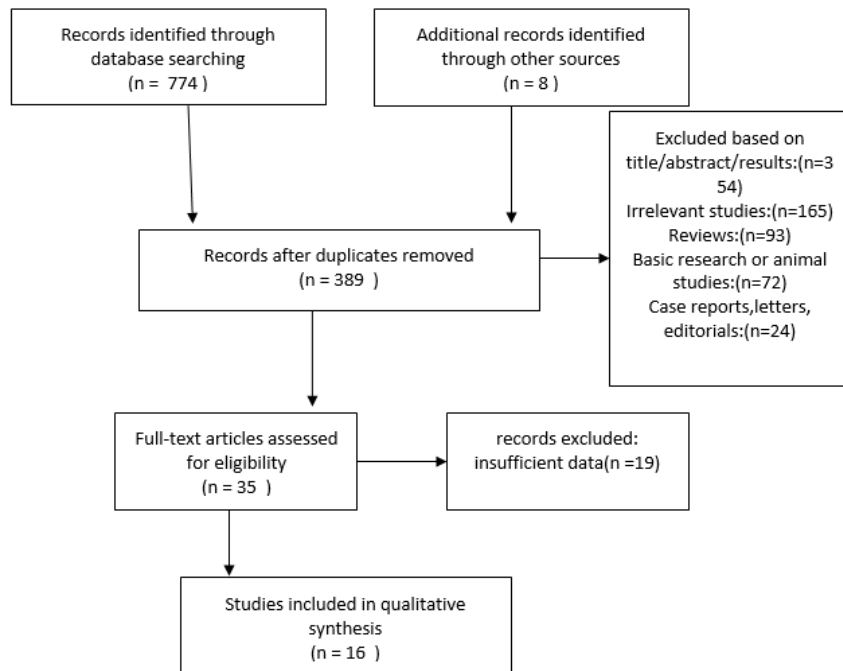 Records identified through
database searching
(n = 774 )
Additional records identified
through other sources
(n = 8 )
Excluded based on
title/abstract/results:(n=3
54)
Irrelevant studies:(n=165)
Reviews:(n=93)
Basic research or animal
studies:(n=72)
Case reports,letters,
editorials:(n=24)
Records after duplicates removed
(n = 389 )
Full-text articles assessed
for eligibility
(n = 35 )
records excluded:
insufficient data(n =19)
Studies included in qualitative
synthesis
(n = 16 )